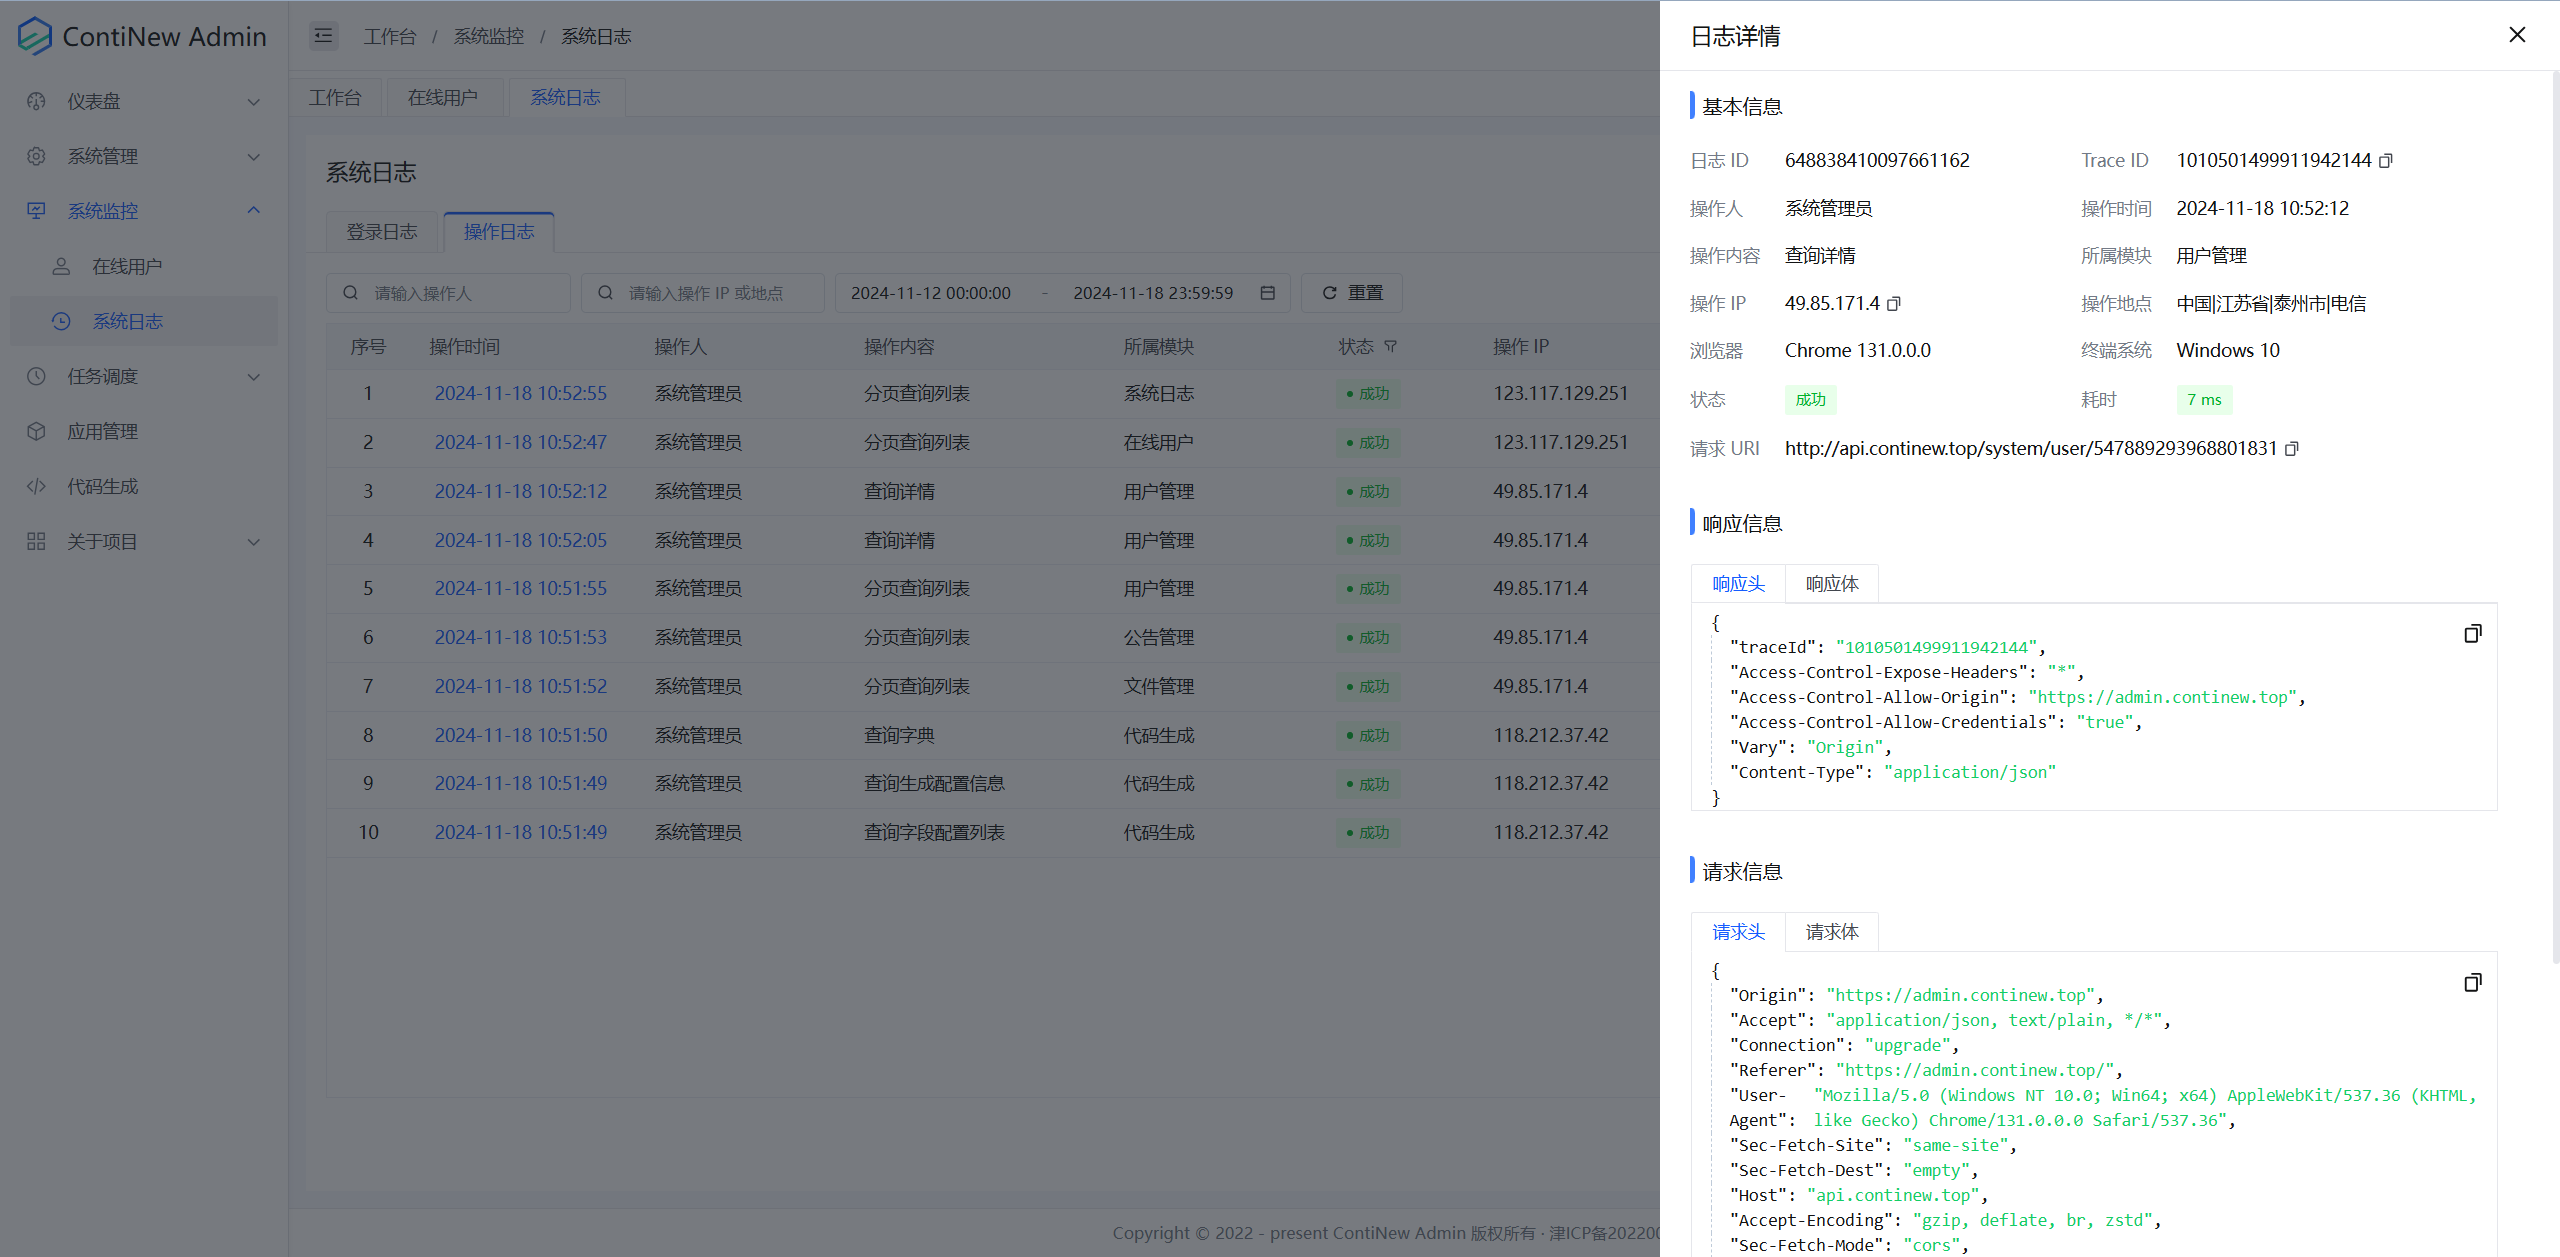 ContiNew Admin
仪表盘
系统管理
系统监控
在线用户
系统日志
任务调度
应用管理
代码生成
关于项目
工作台 / 系统监控 / 系统日志
工作台 在线用户 系统日志
系统日志
登录日志 操作日志
请输入操作人 请输入操作 IP 或地点 2024-11-12 00:00:00 - 2024-11-18 23:59:59 重置
序号 操作时间 操作人 操作内容 所属模块 状态 操作 IP
1 2024-11-18 10:52:55 系统管理员 分页查询列表 系统日志 成功 123.117.129.251
2 2024-11-18 10:52:47 系统管理员 分页查询列表 在线用户 成功 123.117.129.251
3 2024-11-18 10:52:12 系统管理员 查询详情 用户管理 成功 49.85.171.4
4 2024-11-18 10:52:05 系统管理员 查询详情 用户管理 成功 49.85.171.4
5 2024-11-18 10:51:55 系统管理员 分页查询列表 用户管理 成功 49.85.171.4
6 2024-11-18 10:51:53 系统管理员 分页查询列表 公告管理 成功 49.85.171.4
7 2024-11-18 10:51:52 系统管理员 分页查询列表 文件管理 成功 49.85.171.4
8 2024-11-18 10:51:50 系统管理员 查询字典 代码生成 成功 118.212.37.42
9 2024-11-18 10:51:49 系统管理员 查询生成配置信息 代码生成 成功 118.212.37.42
10 2024-11-18 10:51:49 系统管理员 查询字段配置列表 代码生成 成功 118.212.37.42
Copyright © 2022 - present ContiNew Admin 版权所有 · 津ICP备202200
日志详情
基本信息
日志 ID 648838410097661162 Trace ID 1010501499911942144
操作人 系统管理员 操作时间 2024-11-18 10:52:12
操作内容 查询详情 所属模块 用户管理
操作 IP 49.85.171.4 操作地点 中国|江苏省|泰州市|电信
浏览器 Chrome 131.0.0.0 终端系统 Windows 10
状态 成功 耗时 7 ms
请求 URI http://api.continew.top/system/user/547889293968801831
响应信息
响应头 响应体
{
"traceId": "1010501499911942144",
"Access-Control-Expose-Headers": "*",
"Access-Control-Allow-Origin": "https://admin.continew.top",
"Access-Control-Allow-Credentials": "true",
"Vary": "Origin",
"Content-Type": "application/json"
}
请求信息
请求头 请求体
{
"Origin": "https://admin.continew.top",
"Accept": "application/json, text/plain, */*",
"Connection": "upgrade",
"Referer": "https://admin.continew.top/",
"User- "Mozilla/5.0 (Windows NT 10.0; Win64; x64) AppleWebKit/537.36 (KHTML,
Agent": like Gecko) Chrome/131.0.0.0 Safari/537.36",
"Sec-Fetch-Site": "same-site",
"Sec-Fetch-Dest": "empty",
"Host": "api.continew.top",
"Accept-Encoding": "gzip, deflate, br, zstd",
"Sec-Fetch-Mode": "cors",